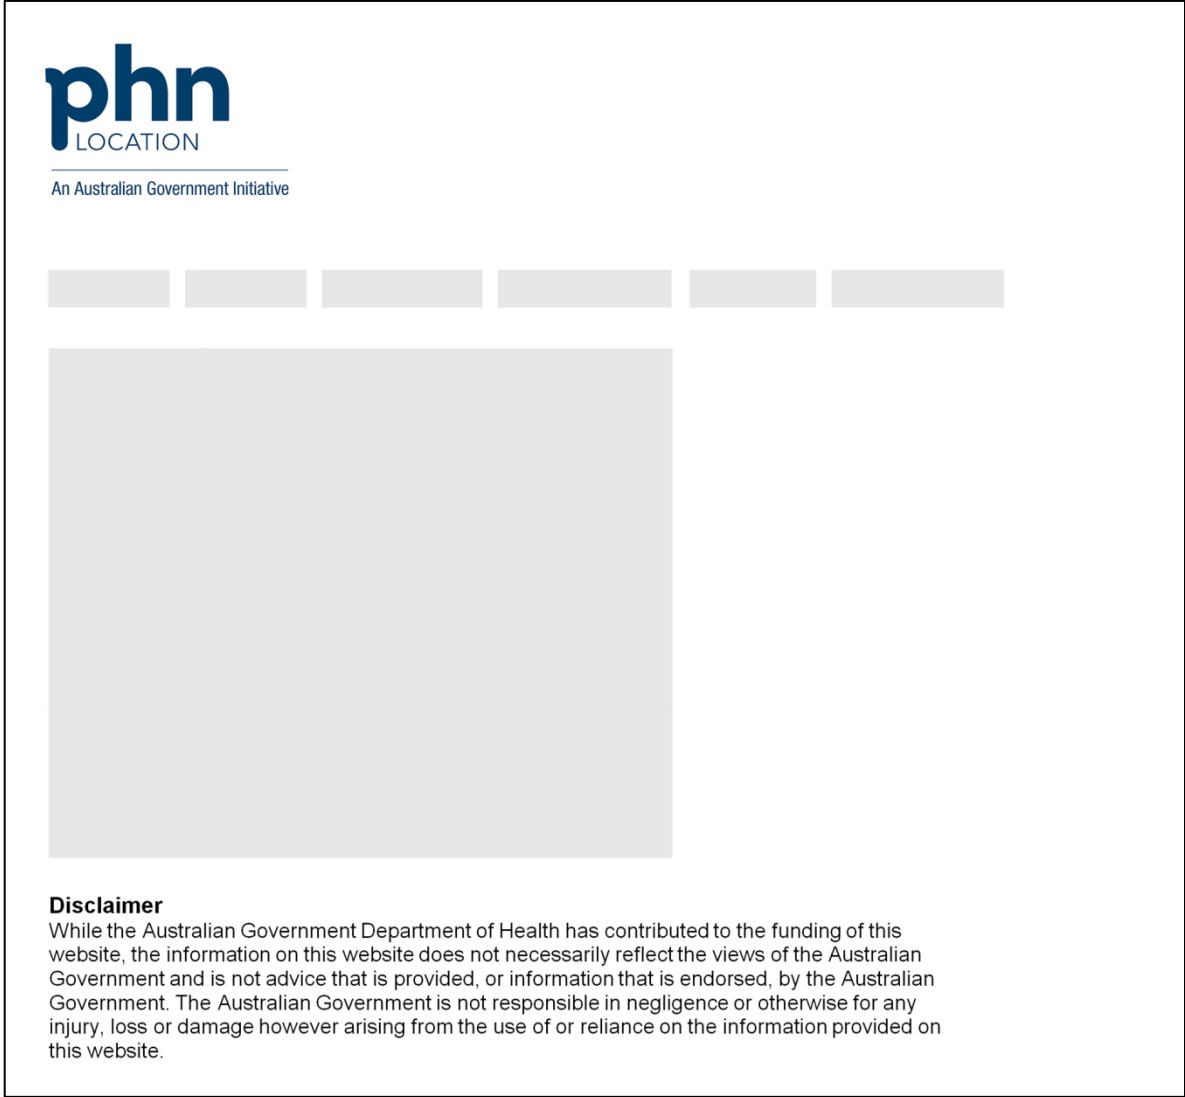 phn
LOCATION
An Australian Government Initiative
Disclaimer
While the Australian Government Department of Health has contributed to the funding of this
website, the information on this website does not necessarily reflect the views of the Australian
Government and is not advice that is provided, or information that is endorsed, by the Australian
Government. The Australian Government is not responsible in negligence or otherwise for any
injury, loss or damage however arising from the use of or reliance on the information provided on
this website.